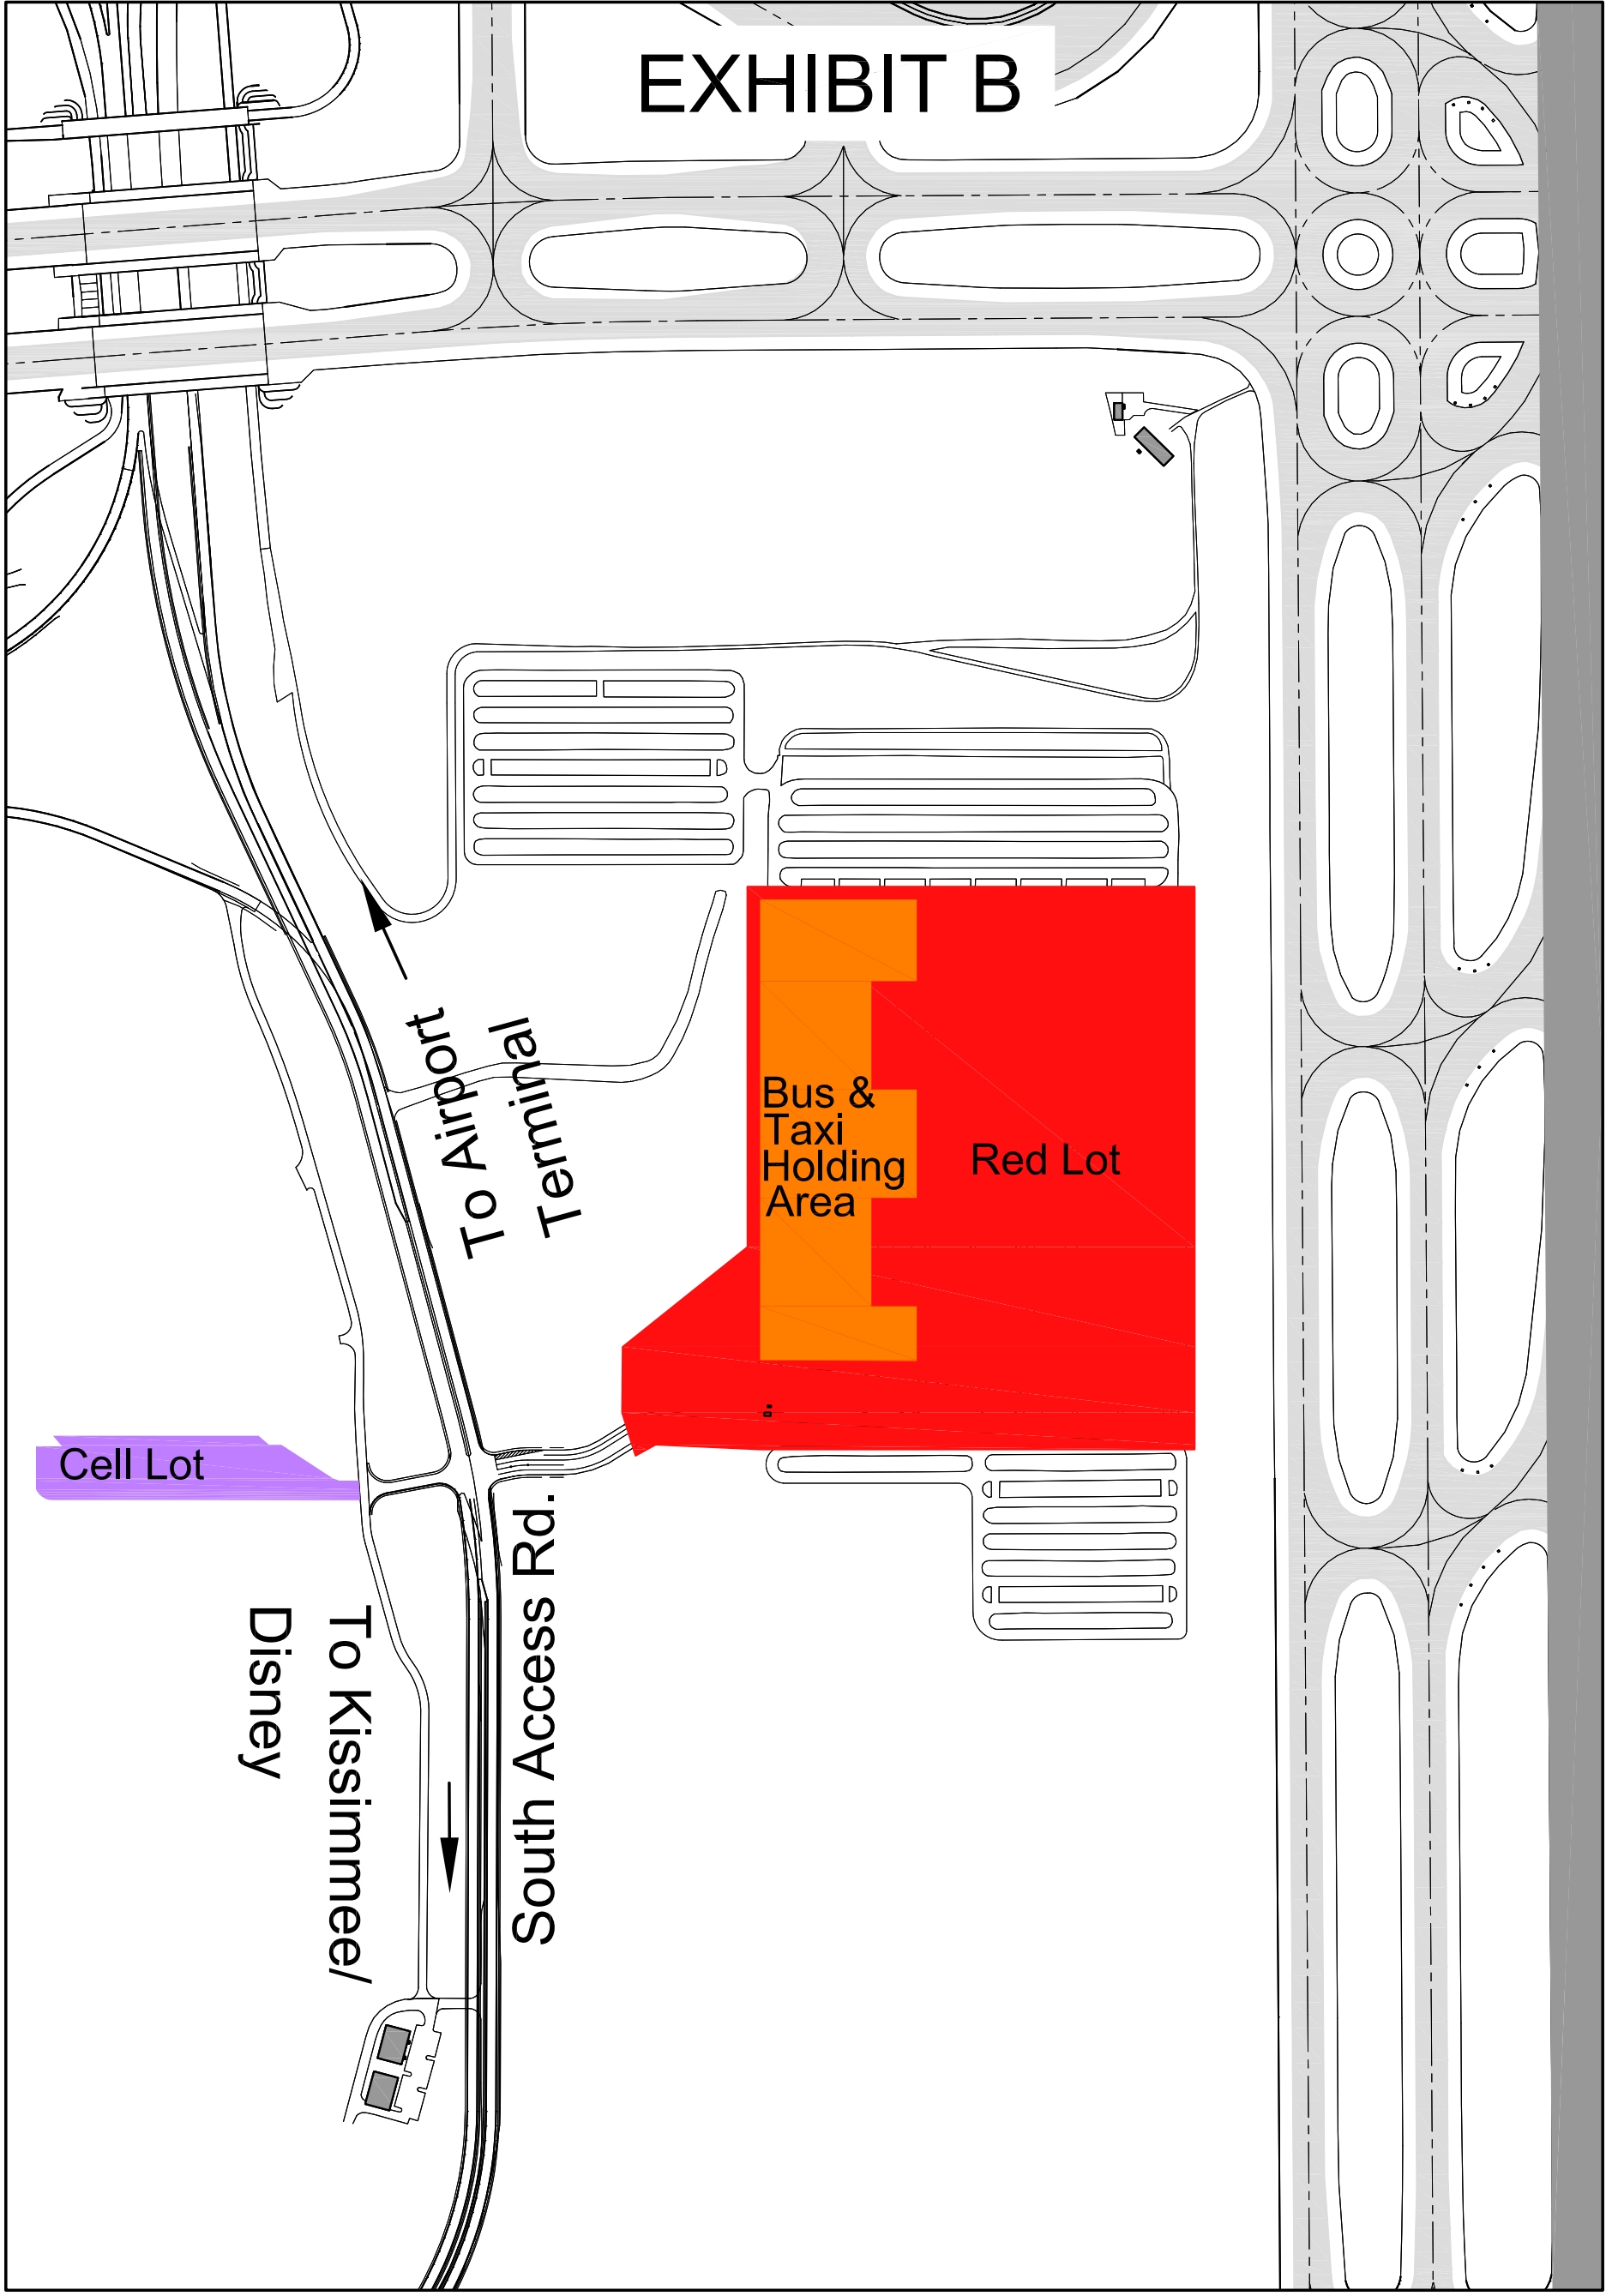 EXHIBIT B
To Airport
Terminal
Bus &
Taxi
Holding
Area
Red Lot
Cell Lot
South Access Rd.
To Kissimmee/
Disney